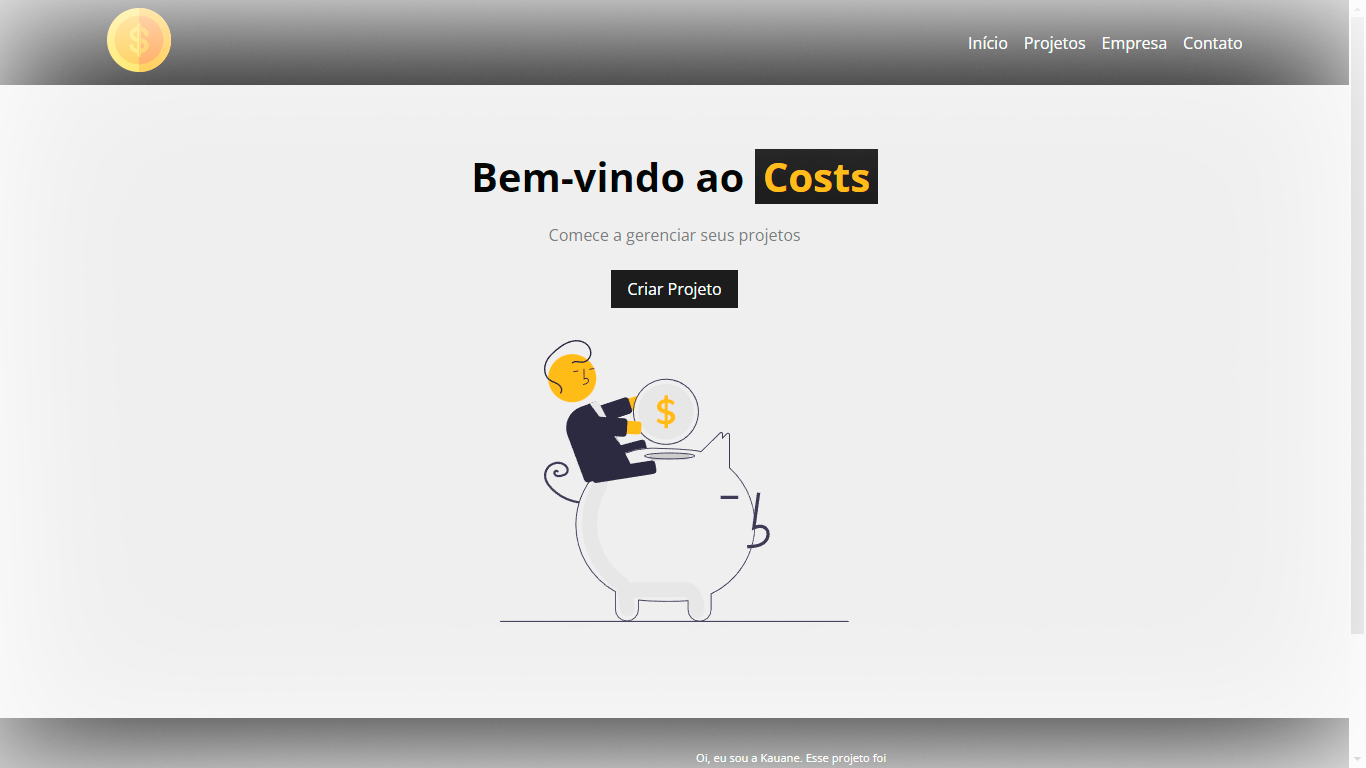 $
Início Projetos Empresa Contato
Bem-vindo ao Costs
Comece a gerenciar seus projetos
Criar Projeto
$
Oi, eu sou a Kauane. Esse projeto foi